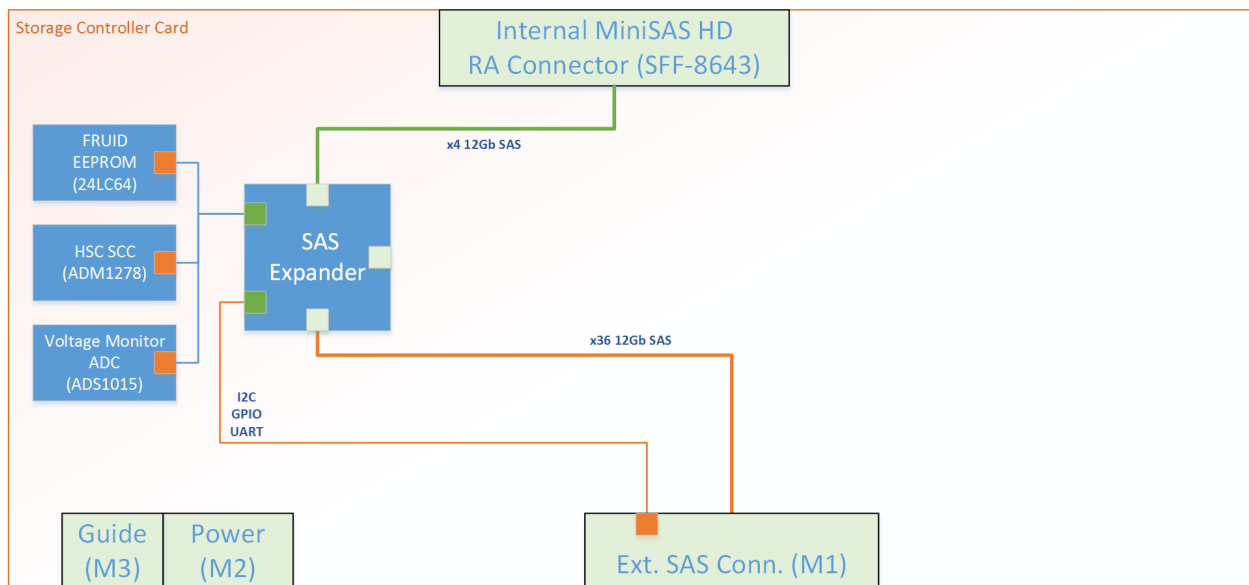 Storage Controller Card
Internal MiniSAS HD
RA Connector (SFF-8643)
x4 12Gb SAS
FRUID
EEPROM
(24LC64)
HSC SCC
(ADM1278)
Voltage Monitor
ADC
(ADS1015)
SAS
Expander
x36 12Gb SAS
I2C
GPIO
UART
Guide
(M3)
Power
(M2)
Ext. SAS Conn. (M1)